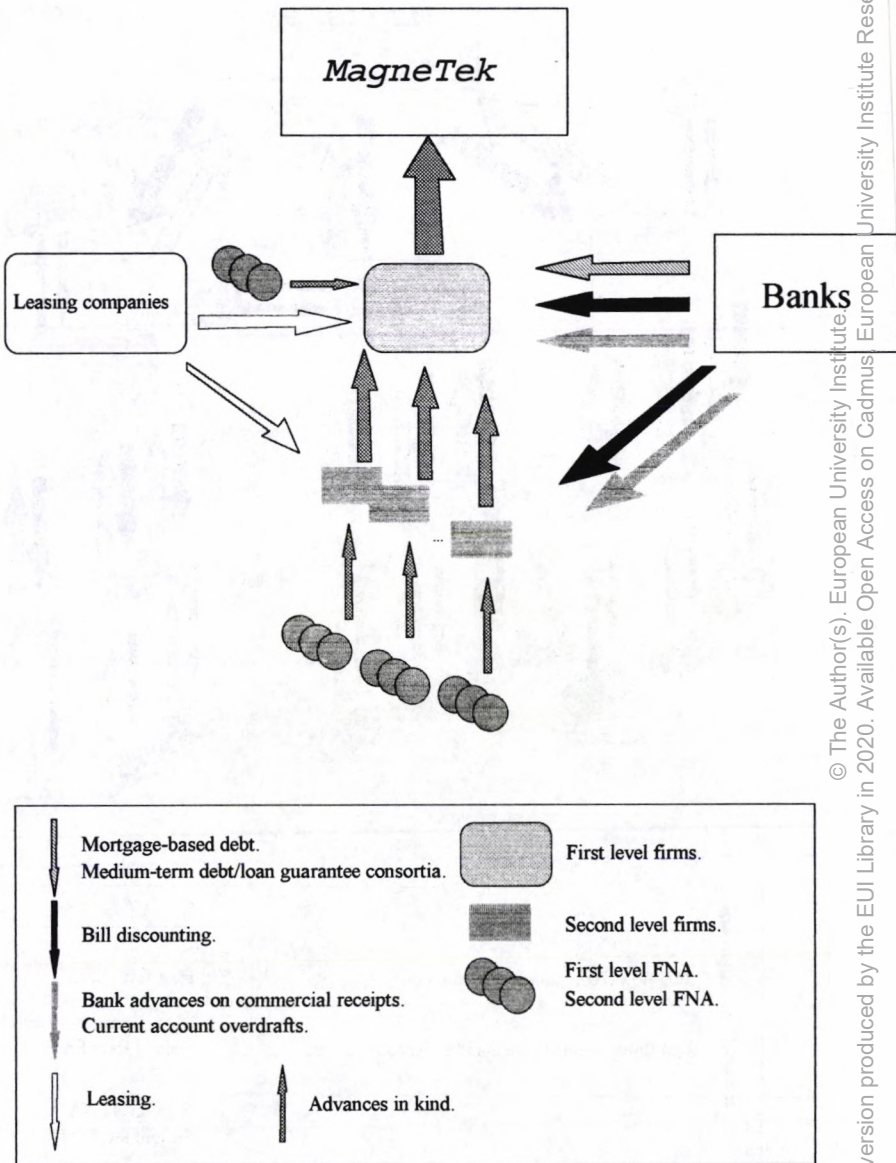 MagneTek
Leasing companies
Banks
...
Mortgage-based debt.
Medium-term debt/loan guarantee consortia.
Bill discounting.
Bank advances on commercial receipts.
Current account overdrafts.
Leasing.
Advances in kind.
First level firms.
Second level firms.
First level FNA.
Second level FNA.
© The Author(s). European University Institute.
version produced by the EUI Library in 2020. Available Open Access on Cadmus, European University Institute Rese